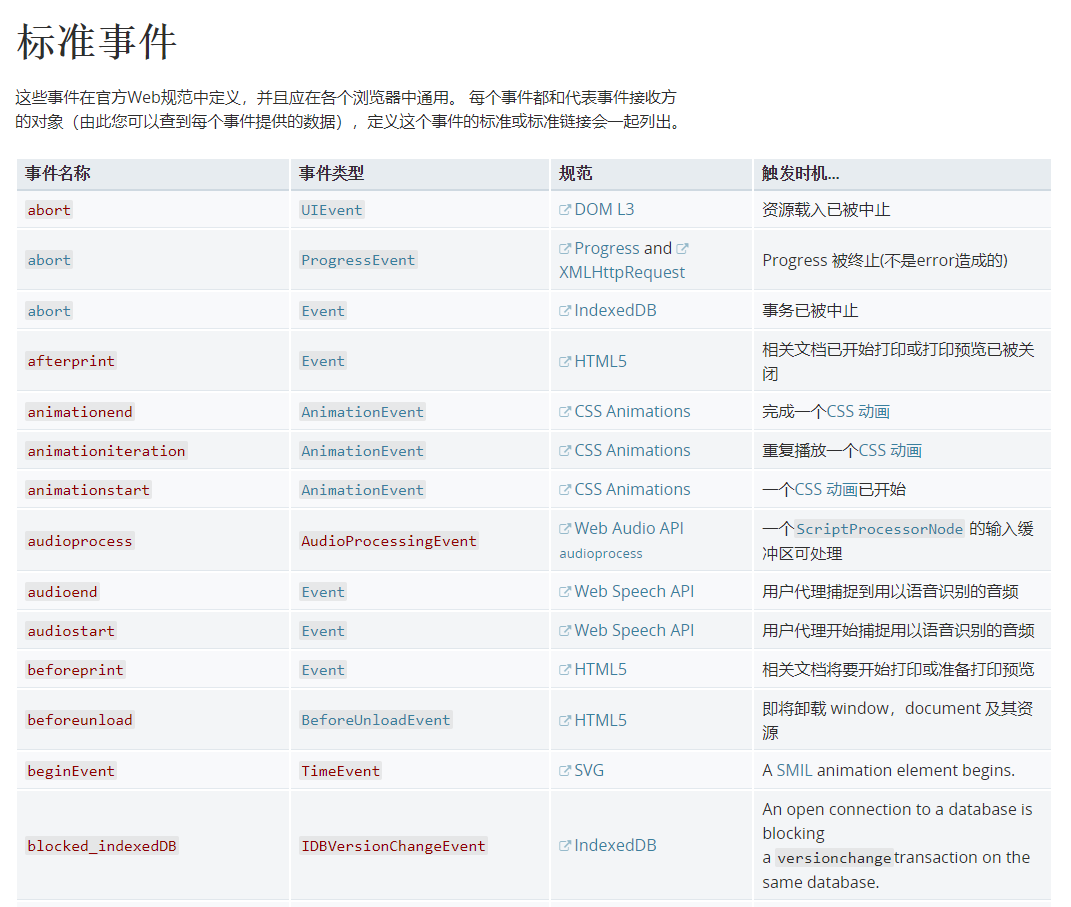 标准事件
这些事件在官方Web规范中定义，并且应在各个浏览器中通用。 每个事件都和代表事件接收方
的对象（由此您可以查到每个事件提供的数据），定义这个事件的标准或标准链接会一起列出。
事件名称 事件类型 规范 触发时机...
abort UIEvent DOM L3 资源载入已被中止
abort ProgressEvent Progress and XMLHttpRequest Progress 被终止(不是error造成的)
abort Event IndexedDB 事务已被中止
afterprint Event HTML5 相关文档已开始打印或打印预览已被关
闭
animationend AnimationEvent CSS Animations 完成一个CSS 动画
animationiteration AnimationEvent CSS Animations 重复播放一个CSS 动画
animationstart AnimationEvent CSS Animations 一个CSS 动画已开始
audioprocess AudioProcessingEvent Web Audio API 一个ScriptProcessorNode 的输入缓
audioprocess 冲区可处理
audioend Event Web Speech API 用户代理捕捉到用以语音识别的音频
audiostart Event Web Speech API 用户代理开始捕捉用以语音识别的音频
beforeprint Event HTML5 相关文档将要开始打印或准备打印预览
beforeunload BeforeUnloadEvent HTML5 即将卸载 window，document 及其资
源
beginEvent TimeEvent SVG A SMIL animation element begins.
blocked_indexedDB IDBVersionChangeEvent IndexedDB An open connection to a database is
blocking
a versionchange transaction on the
same database.